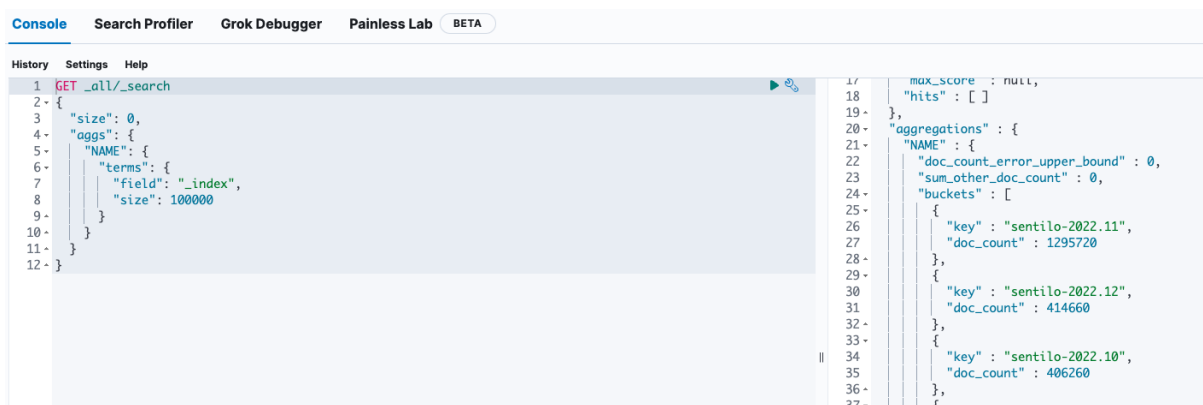 Console Search Profiler Grok Debugger Painless Lab BETA
History Settings Help
1 GET _all/_search
2 {
3 "size": 0,
4 "aggs": {
5 "NAME": {
6 "terms": {
7 "field": "_index",
8 "size": 100000
9 }
10 }
11 }
12 }
17 "max_score" : null,
18 "hits" : [ ]
19 },
20 "aggregations" : {
21 "NAME" : {
22 "doc_count_error_upper_bound" : 0,
23 "sum_other_doc_count" : 0,
24 "buckets" : [
25 {
26 "key" : "sentilo-2022.11",
27 "doc_count" : 1295720
28 },
29 {
30 "key" : "sentilo-2022.12",
31 "doc_count" : 414660
32 },
33 {
34 "key" : "sentilo-2022.10",
35 "doc_count" : 406260
36 },
37 {